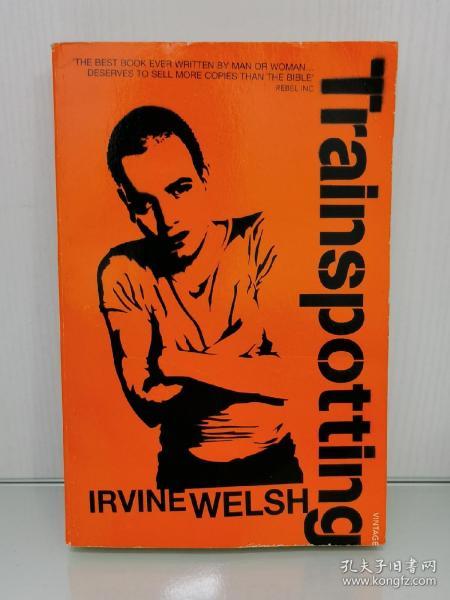 'THE BEST BOOK EVER WRITTEN BY MAN OR WOMAN...
DESERVES TO SELL MORE COPIES THAN THE BIBLE'
REBEL INC
Trainspotting
IRVINE WELSH
VINTAGE
孔夫子旧书网
www.kongfz.com